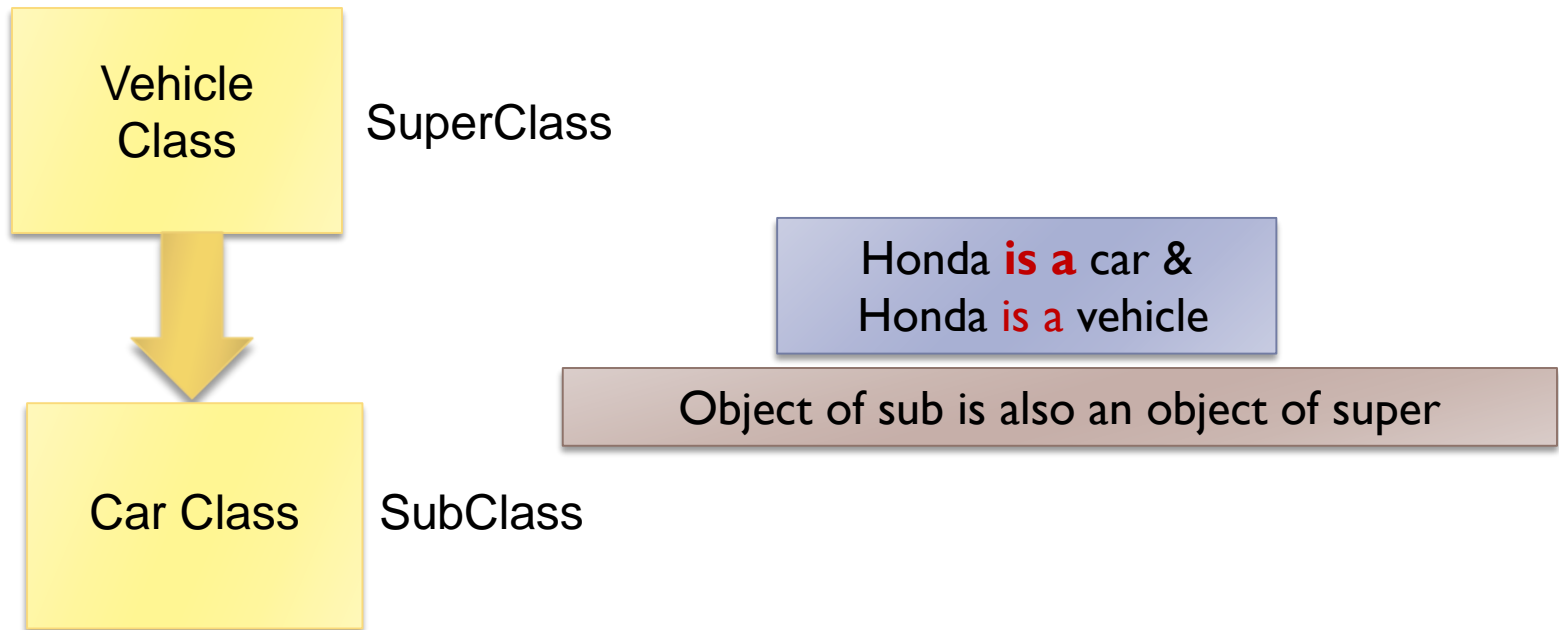 Vehicle
Class
SuperClass
Honda is a car &
Honda is a vehicle
Object of sub is also an object of super
Car Class
SubClass